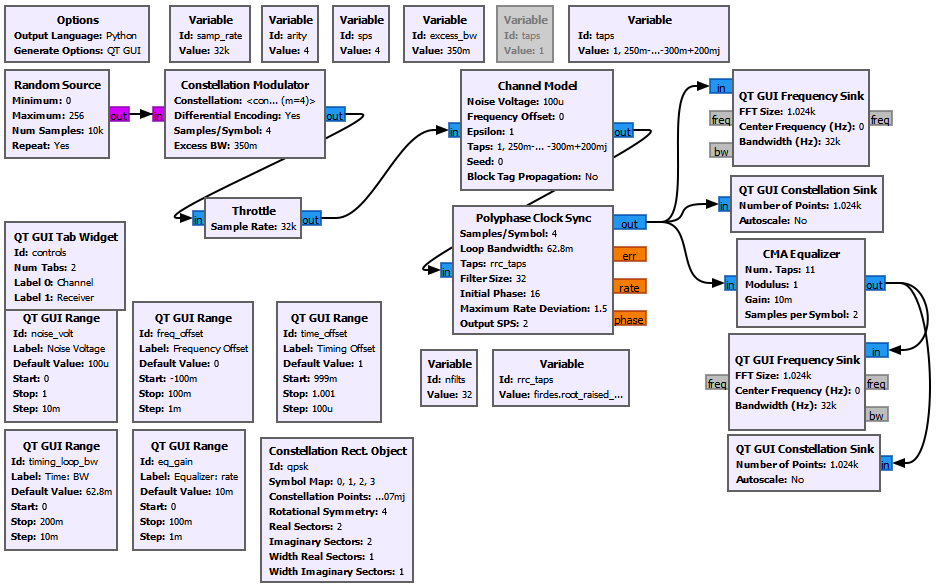 Options
Output Language: Python
Generate Options: QT GUI
Variable
Id: samp_rate
Value: 32k
Variable
Id: arity
Value: 4
Variable
Id: sps
Value: 4
Variable
Id: excess_bw
Value: 350m
Variable
Id: taps
Value: 1
Variable
Id: taps
Value: 1, 250m-...-300m+200mj
Random Source
Minimum: 0
Maximum: 256
Num Samples: 10k
Repeat: Yes
out
in
Constellation Modulator
Constellation: <con... (m=4)>
Differential Encoding: Yes
Samples/Symbol: 4
Excess BW: 350m
out
in
Throttle
Sample Rate: 32k
out
in
Channel Model
Noise Voltage: 100u
Frequency Offset: 0
Epsilon: 1
Taps: 1, 250m-... -300m+200mj
Seed: 0
Block Tag Propagation: No
out
in
Polyphase Clock Sync
Samples/Symbol: 4
Loop Bandwidth: 62.8m
Taps: rrc_taps
Filter Size: 32
Initial Phase: 16
Maximum Rate Deviation: 1.5
Output SPS: 2
out
err
rate
phase
in
freq
bw
QT GUI Frequency Sink
FFT Size: 1.024k
Center Frequency (Hz): 0
Bandwidth (Hz): 32k
freq
in
QT GUI Constellation Sink
Number of Points: 1.024k
Autoscale: No
in
CMA Equalizer
Num. Taps: 11
Modulus: 1
Gain: 10m
Samples per Symbol: 2
out
freq
QT GUI Frequency Sink
FFT Size: 1.024k
Center Frequency (Hz): 0
Bandwidth (Hz): 32k
in
freq
bw
QT GUI Constellation Sink
Number of Points: 1.024k
Autoscale: No
in
QT GUI Tab Widget
Id: controls
Num Tabs: 2
Label 0: Channel
Label 1: Receiver
QT GUI Range
Id: noise_volt
Label: Noise Voltage
Default Value: 100u
Start: 0
Stop: 1
Step: 10m
QT GUI Range
Id: freq_offset
Label: Frequency Offset
Default Value: 0
Start: -100m
Stop: 100m
Step: 1m
QT GUI Range
Id: time_offset
Label: Timing Offset
Default Value: 1
Start: 999m
Stop: 1.001
Step: 100u
Variable
Id: nfilts
Value: 32
Variable
Id: rrc_taps
Value: firdes.root_raised_...
QT GUI Range
Id: timing_loop_bw
Label: Time: BW
Default Value: 62.8m
Start: 0
Stop: 200m
Step: 10m
QT GUI Range
Id: eq_gain
Label: Equalizer: rate
Default Value: 10m
Start: 0
Stop: 100m
Step: 1m
Constellation Rect. Object
Id: qpsk
Symbol Map: 0, 1, 2, 3
Constellation Points: ...07mj
Rotational Symmetry: 4
Real Sectors: 2
Imaginary Sectors: 2
Width Real Sectors: 1
Width Imaginary Sectors: 1